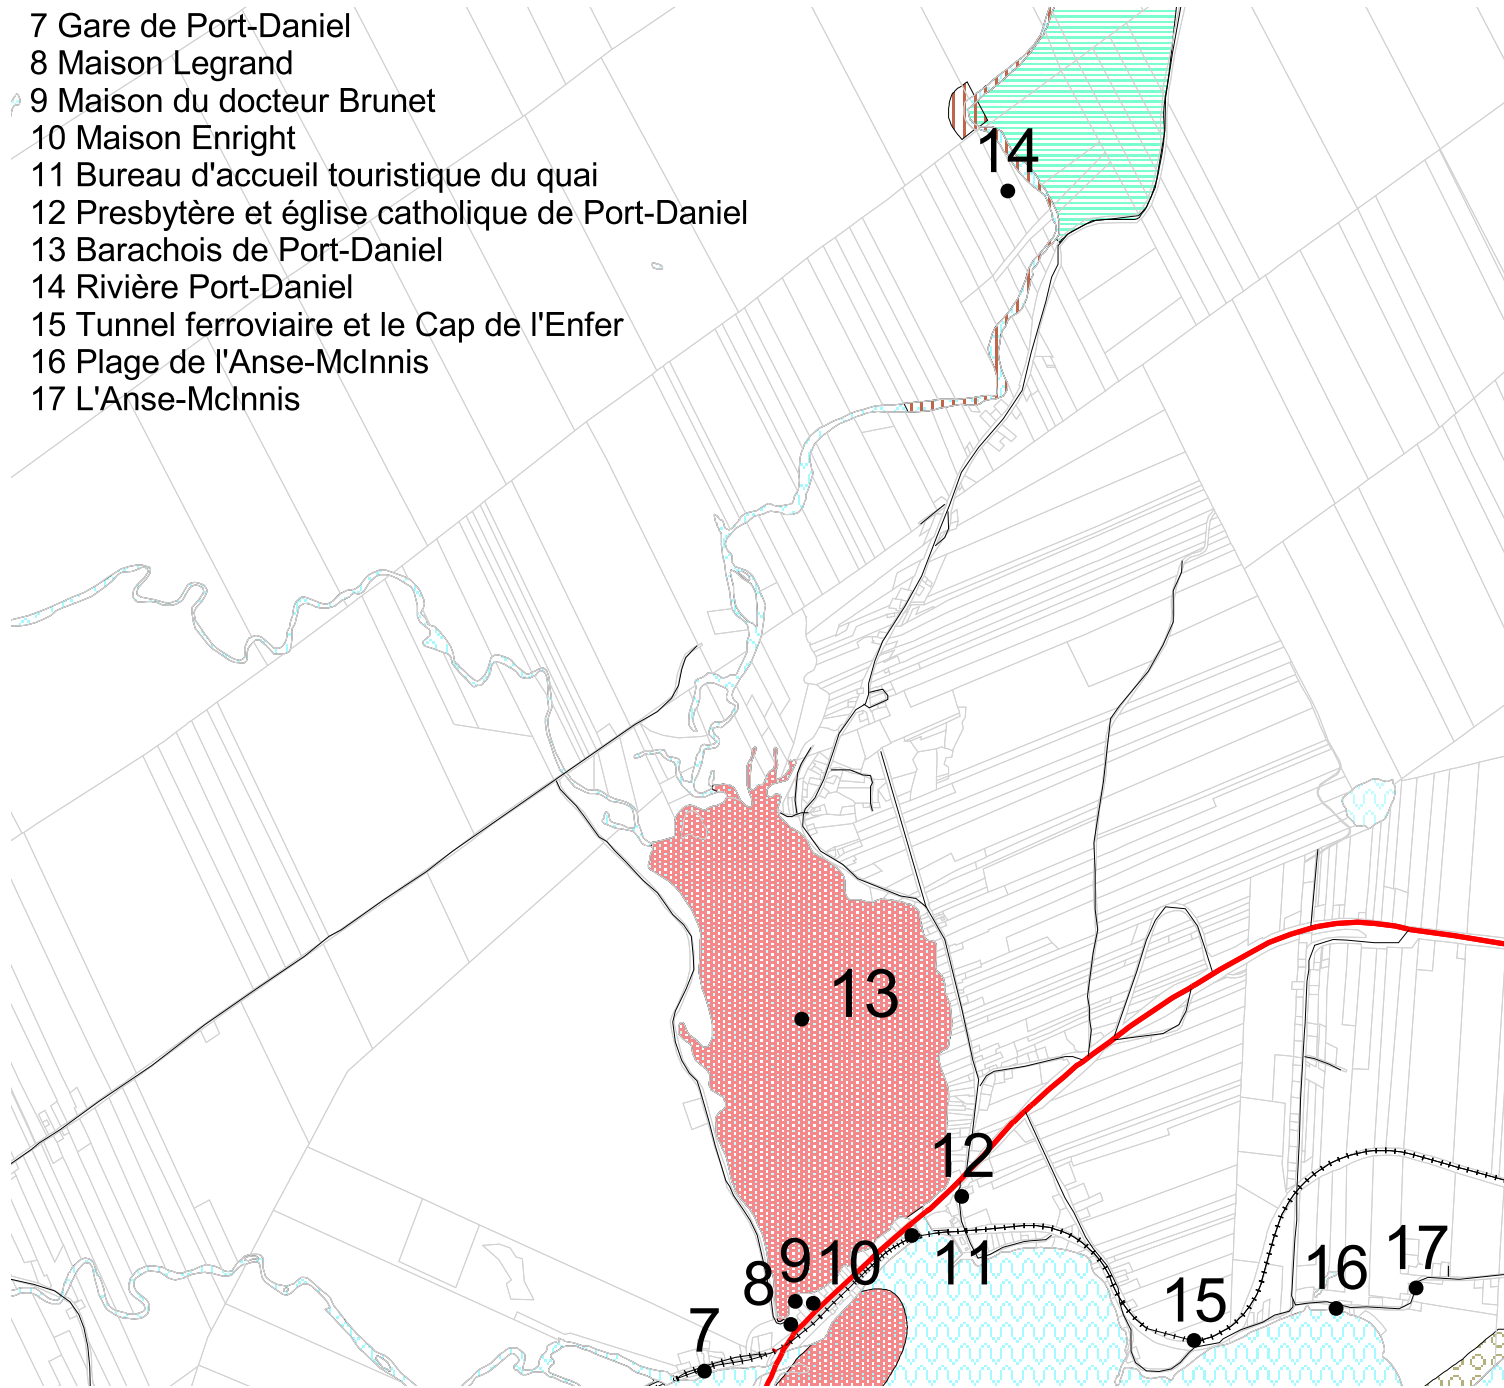 7 Gare de Port-Daniel
8 Maison Legrand
9 Maison du docteur Brunet
10 Maison Enright
11 Bureau d'accueil touristique du quai
12 Presbytère et église catholique de Port-Daniel
13 Barachois de Port-Daniel
14 Rivière Port-Daniel
15 Tunnel ferroviaire et le Cap de l'Enfer
16 Plage de l'Anse-McInnis
17 L'Anse-McInnis
14
13
12
11
10
9
8
7
15
16
17